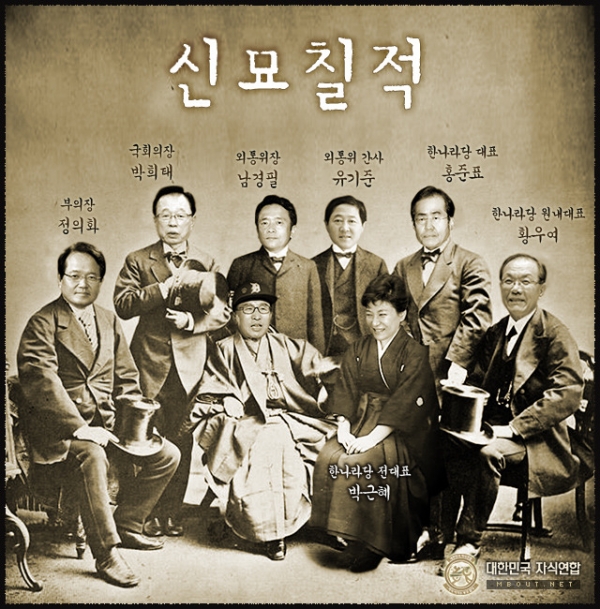 신묘칠적
국회의장
박희태
외통위장
남경필
외통위 간사
유기준
한나라당 대표
홍준표
부의장
정의화
한나라당 원내대표
황우여
한나라당 전대표
박근혜
대한민국 자식연합
MBOUT.NET